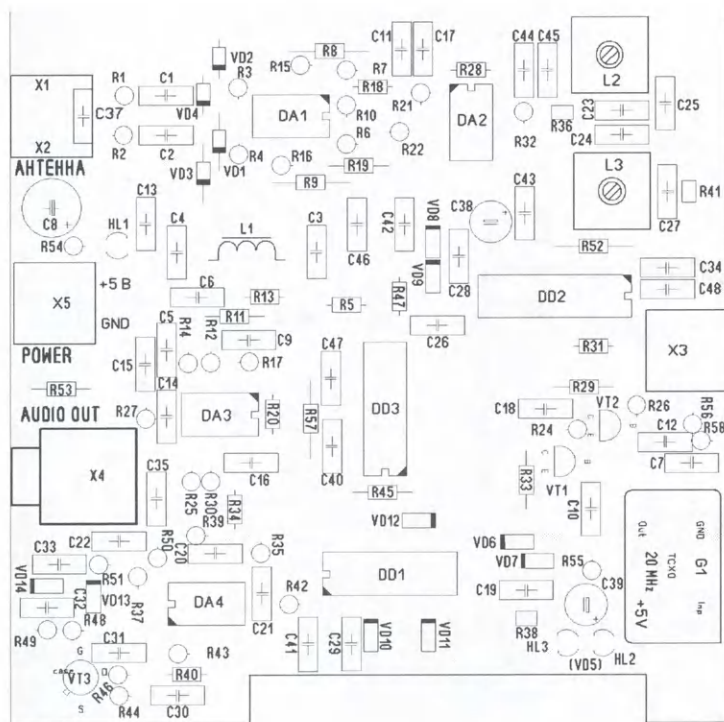 X1
X2
C37
АНТЕННА
R1
C1
R2
C2
VD4
VD2
R3
VD1
R4
VD3
R15
R8
DA1
R16
R9
R7
R18
R10
R6
R19
C11
C17
R21
R22
R28
DA2
C44
C45
R32
R36
L2
C23
C24
C25
L3
R41
C27
C8
+
R54
HL1
C13
C4
L1
C3
C46
C42
VD8
VD9
C38
+
C28
C43
R52
C34
C48
DD2
X5
+5 В
GND
POWER
C6
R13
R11
R5
R47
C26
C5
R14
R12
C9
R17
C15
C14
R53
AUDIO OUT
X4
R27
DA3
R20
R57
C47
C40
DD3
R31
X3
R29
VT2
C
E
B
C18
R24
R26
R56
C12
R58
C7
VT1
C
E
B
R33
C10
C35
R25
R30
C16
R34
R39
R45
VD12
C22
C33
R50
C20
R35
VD14
R51
C32
VD13
R37
R48
R49
DA4
C21
R42
DD1
VD6
VD7
R55
C39
+
C19
R38
HL3
(VD5)
HL2
Out
GND
TCXO
20 MHz
G1
Inp
+5V
C31
R43
G
case
VT3
D
S
R46
R40
R44
C30
C41
C29
VD10
VD11